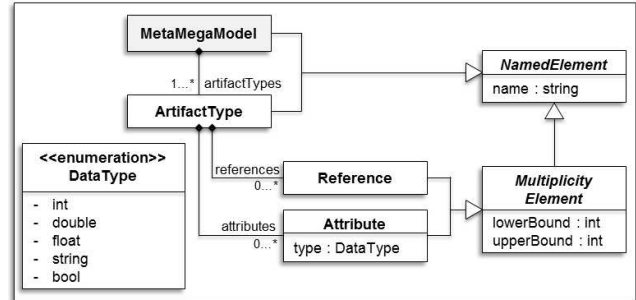 MetaMegaModel
1...* artifactTypes
ArtifactType
NamedElement
name : string
<<enumeration>>
DataType
- int
- double
- float
- string
- bool
references
0...*
Reference
attributes
0...*
Attribute
type : DataType
Multiplicity
Element
lowerBound : int
upperBound : int